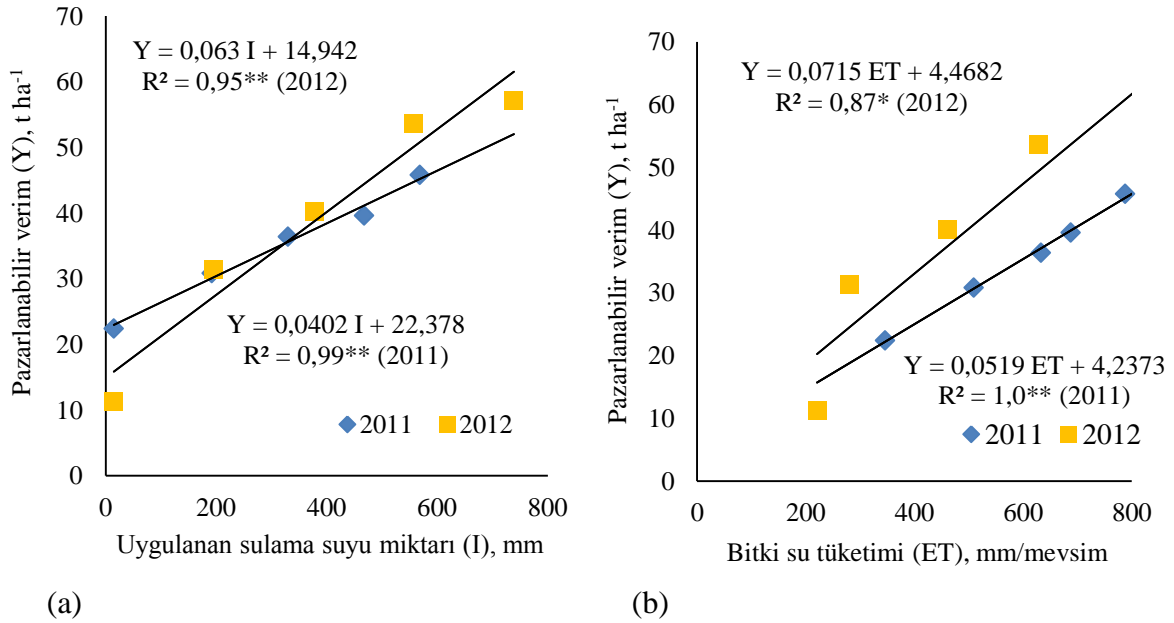 70
60
50
40
30
20
10
0
Pazarlanabilir verim (Y), t ha⁻¹
Y = 0,063 I + 14,942
R² = 0,95** (2012)
Y = 0,0402 I + 22,378
R² = 0,99** (2011)
2011 2012
0 200 400 600 800
Uygulanan sulama suyu miktarı (I), mm
(a)
70
60
50
40
30
20
10
0
Pazarlanabilir verim (Y), t ha⁻¹
Y = 0,0715 ET + 4,4682
R² = 0,87* (2012)
Y = 0,0519 ET + 4,2373
R² = 1,0** (2011)
2011 2012
0 200 400 600 800
Bitki su tüketimi (ET), mm/mevsim
(b)